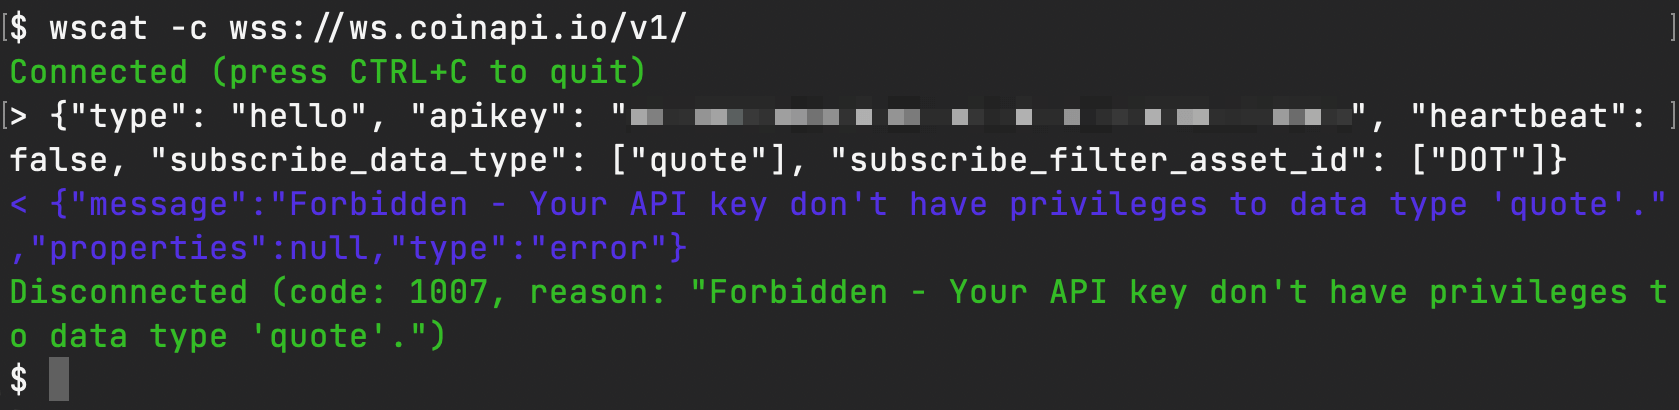 $ wscat -c wss://ws.coinapi.io/v1/
Connected (press CTRL+C to quit)
> {"type": "hello", "apikey": "", "heartbeat":
false, "subscribe_data_type": ["quote"], "subscribe_filter_asset_id": ["DOT"]}
< {"message":"Forbidden - Your API key don't have privileges to data type 'quote'."
,"properties":null,"type":"error"}
Disconnected (code: 1007, reason: "Forbidden - Your API key don't have privileges t
o data type 'quote'.")
$